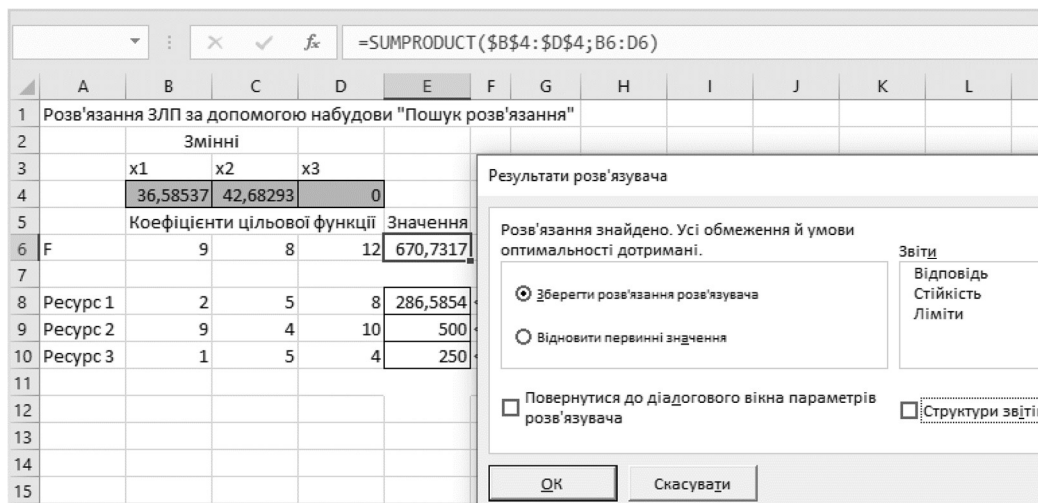 fx =SUMPRODUCT($B$4:$D$4;B6:D6)
A B C D E F G H I J K L
1 Розв'язання ЗЛП за допомогою набудови "Пошук розв'язання"
2 Змінні
3 x1 x2 x3
4 36,58537 42,68293 0
5 Коефіцієнти цільової функції Значення
6 F 9 8 12 670,7317
7
8 Ресурс 1 2 5 8 286,5854
9 Ресурс 2 9 4 10 500
10 Ресурс 3 1 5 4 250
11
12
13
14
15
Результати розв'язувача
Розв'язання знайдено. Усі обмеження й умови
оптимальності дотримані.
Звіти
Зберегти розв'язання розв'язувача
Відновити первинні значення
Відповідь
Стійкість
Ліміти
Повернутися до діалогового вікна параметрів
розв'язувача
Структури
OK Скасувати